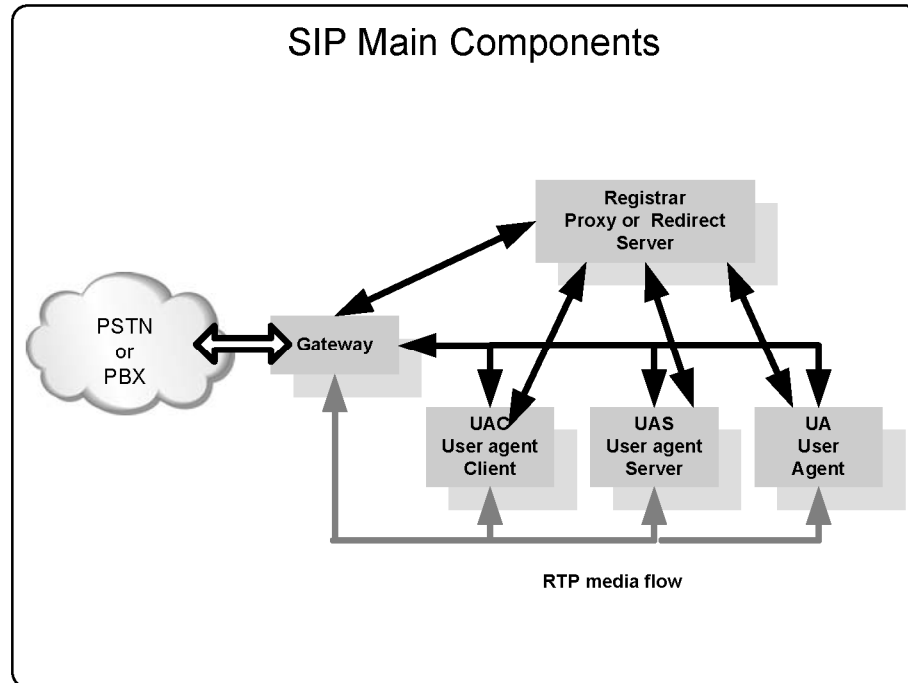 SIP Main Components
Registrar
Proxy or Redirect
Server
PSTN
or
PBX
Gateway
UAC
User agent
Client
UAS
User agent
Server
UA
User
Agent
RTP media flow